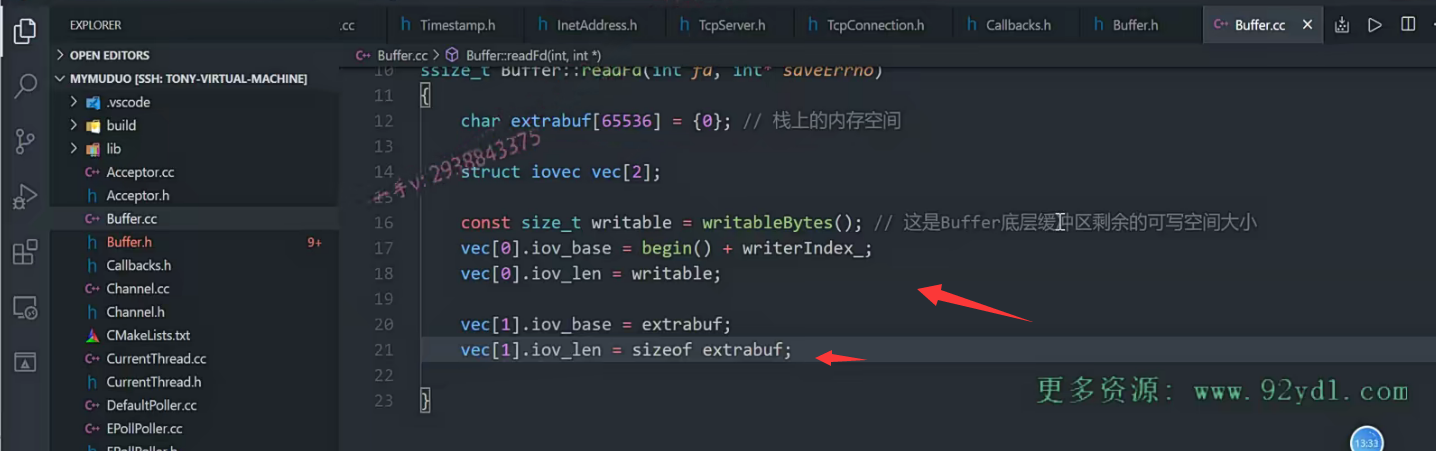 EXPLORER
.cc
Timestamp.h
InetAddress.h
TcpServer.h
TcpConnection.h
Callbacks.h
Buffer.h
Buffer.cc
OPEN EDITORS
Buffer.cc > Buffer::readFd(int, int *)
MYMUDUO [SSH: TONY-VIRTUAL-MACHINE]
.vscode
build
lib
Acceptor.cc
Acceptor.h
Buffer.cc
Buffer.h 9+
Callbacks.h
Channel.cc
Channel.h
CMakeLists.txt
CurrentThread.cc
CurrentThread.h
DefaultPoller.cc
EPollPoller.cc
EPollPoller.h
10 ssize_t Buffer::readFd(int fd, int* saveErrno)
11 {
12 char extrabuf[65536] = {0}; // 栈上的内存空间
13
14 struct iovec vec[2];
15
16 const size_t writable = writableBytes(); // 这是Buffer底层缓冲区剩余的可写空间大小
17 vec[0].iov_base = begin() + writerIndex_;
18 vec[0].iov_len = writable;
19
20 vec[1].iov_base = extrabuf;
21 vec[1].iov_len = sizeof extrabuf;
22
23 }
手v: 2938843375
更多资源: www.92ydl.com
13:33